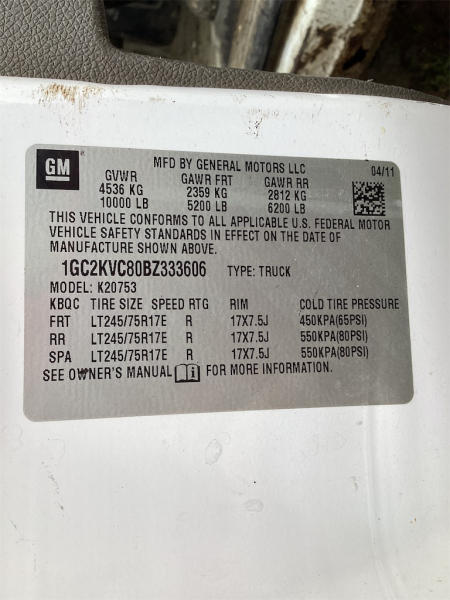 GM
MFD BY GENERAL MOTORS LLC 04/11
GVWR GAWR FRT GAWR RR
4536 KG 2359 KG 2812 KG
10000 LB 5200 LB 6200 LB
THIS VEHICLE CONFORMS TO ALL APPLICABLE U.S. FEDERAL MOTOR
VEHICLE SAFETY STANDARDS IN EFFECT ON THE DATE OF
MANUFACTURE SHOWN ABOVE.
1GC2KVC80BZ333606 TYPE: TRUCK
MODEL: K20753
KBQC TIRE SIZE SPEED RTG RIM COLD TIRE PRESSURE
FRT LT245/75R17E R 17X7.5J 450KPA(65PSI)
RR LT245/75R17E R 17X7.5J 550KPA(80PSI)
SPA LT245/75R17E R 17X7.5J 550KPA(80PSI)
SEE OWNER'S MANUAL FOR MORE INFORMATION.